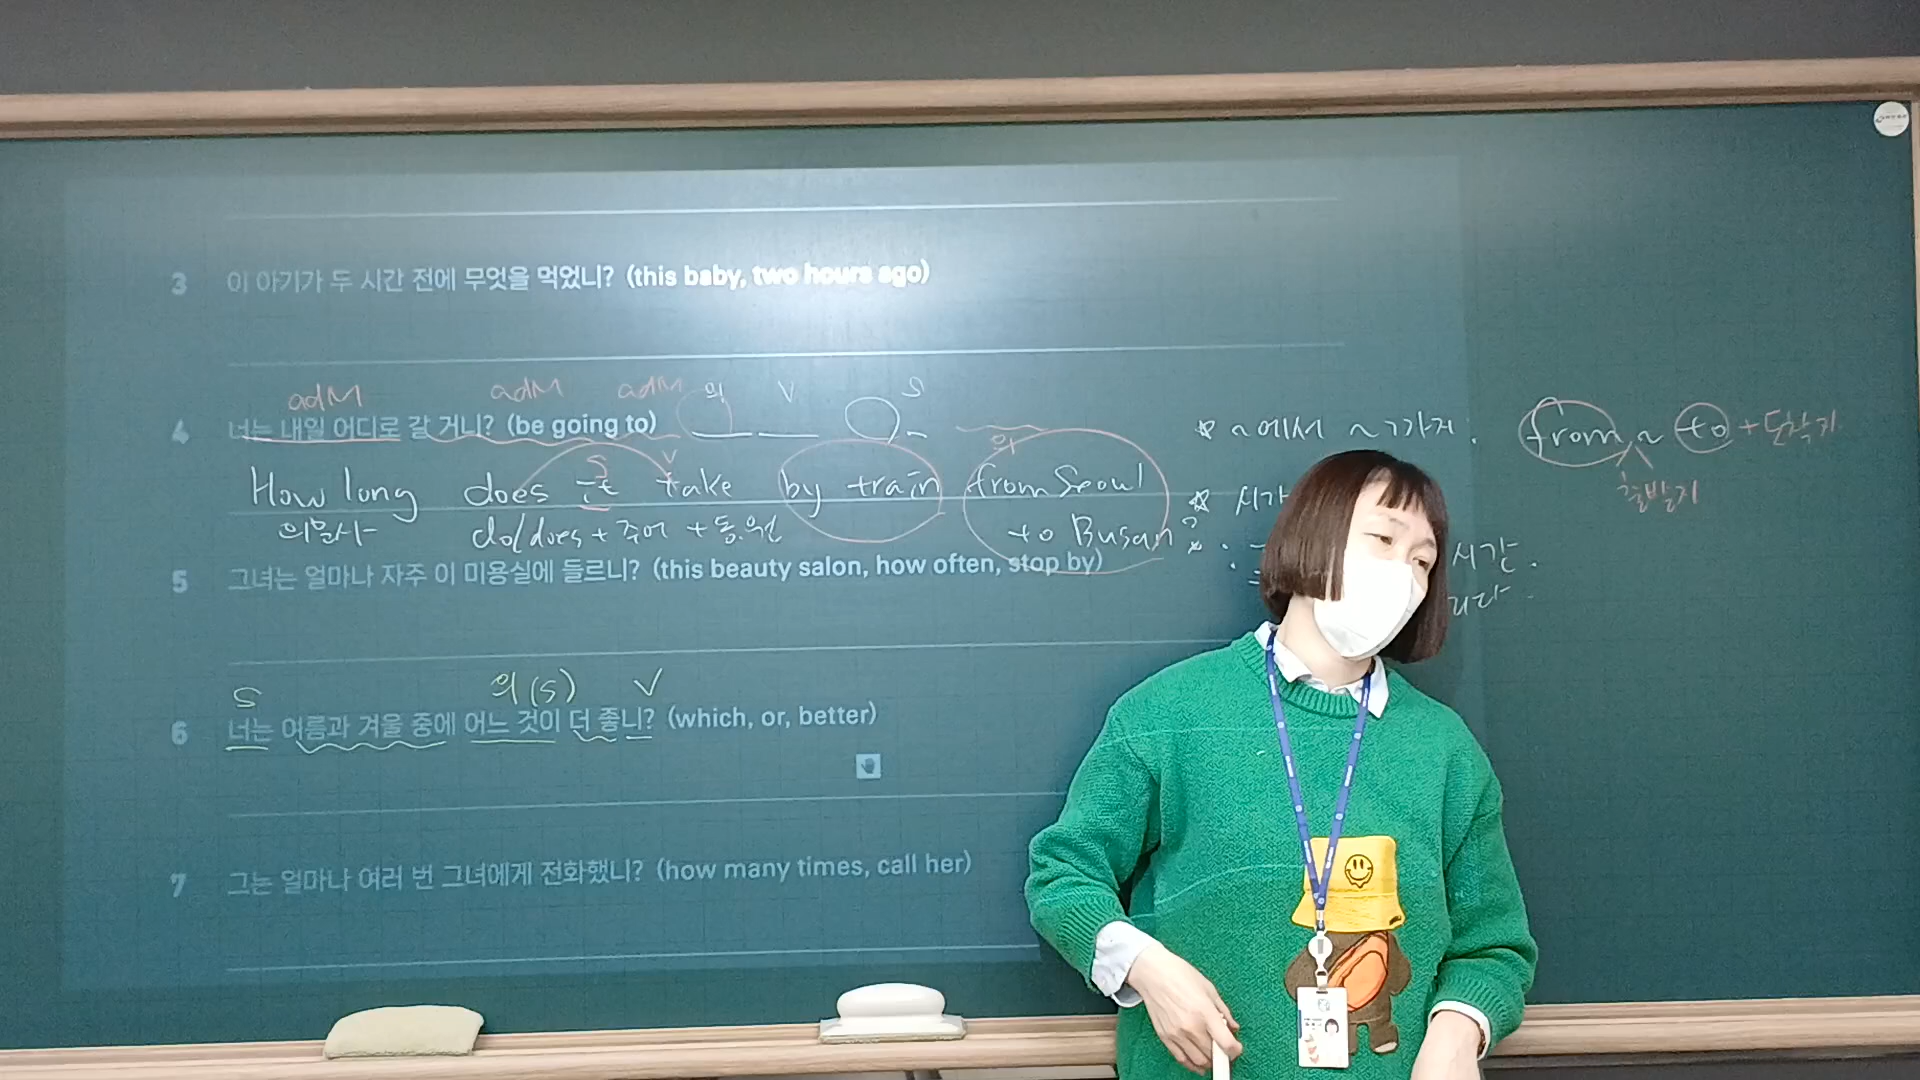 3 이 아기가 두 시간 전에 무엇을 먹었니? (this baby, two hours ago)
adM adM adM 의 V S
4 너는 내일 어디로 갈 거니? (be going to)
★ ~에서 ~까지. from ~ to + 도착지
출발지
S V 의
How long does it take by train from Seoul
to Busan?
의문사 do/does + 주어 + 동.원
★ 시간
시간.
5 그녀는 얼마나 자주 이 미용실에 들르니? (this beauty salon, how often, stop by)
S 의(S) V
6 너는 여름과 겨울 중에 어느 것이 더 좋니? (which, or, better)
7 그는 얼마나 여러 번 그녀에게 전화했니? (how many times, call her)